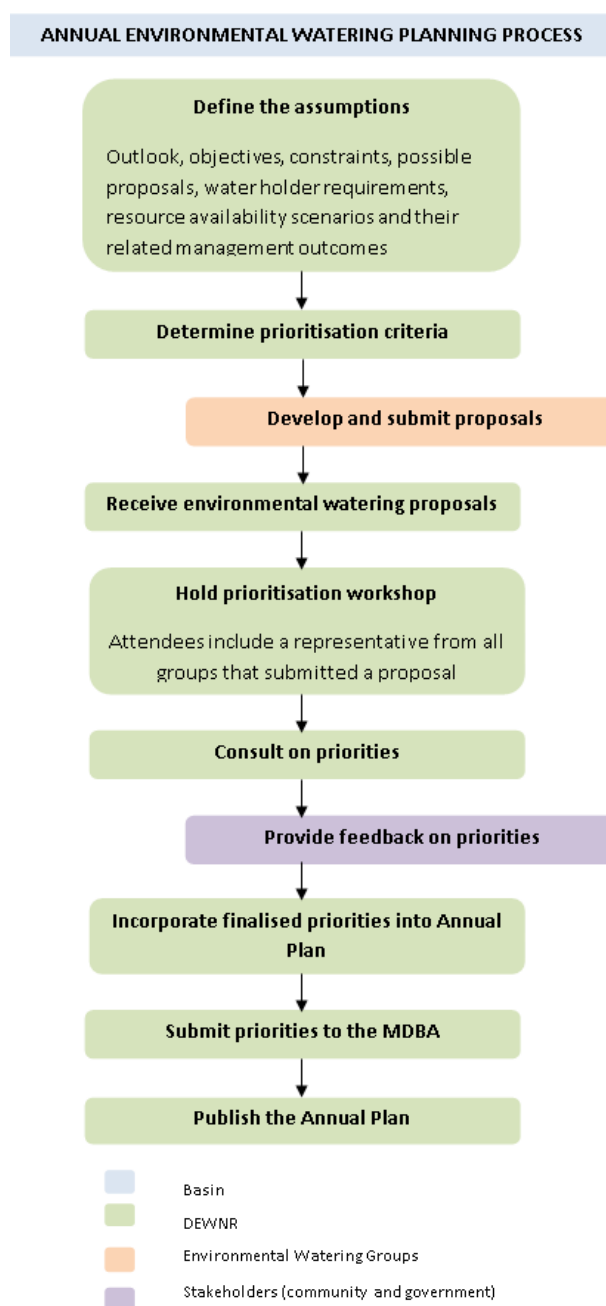 ANNUAL ENVIRONMENTAL WATERING PLANNING PROCESS
Define the assumptions
Outlook, objectives, constraints, possible
proposals, water holder requirements,
resource availability scenarios and their
related management outcomes
Determine prioritisation criteria
Develop and submit proposals
Receive environmental watering proposals
Hold prioritisation workshop
Attendees include a representative from all
groups that submitted a proposal
Consult on priorities
Provide feedback on priorities
Incorporate finalised priorities into Annual
Plan
Submit priorities to the MDBA
Publish the Annual Plan
Basin
DEWNR
Environmental Watering Groups
Stakeholders (community and government)